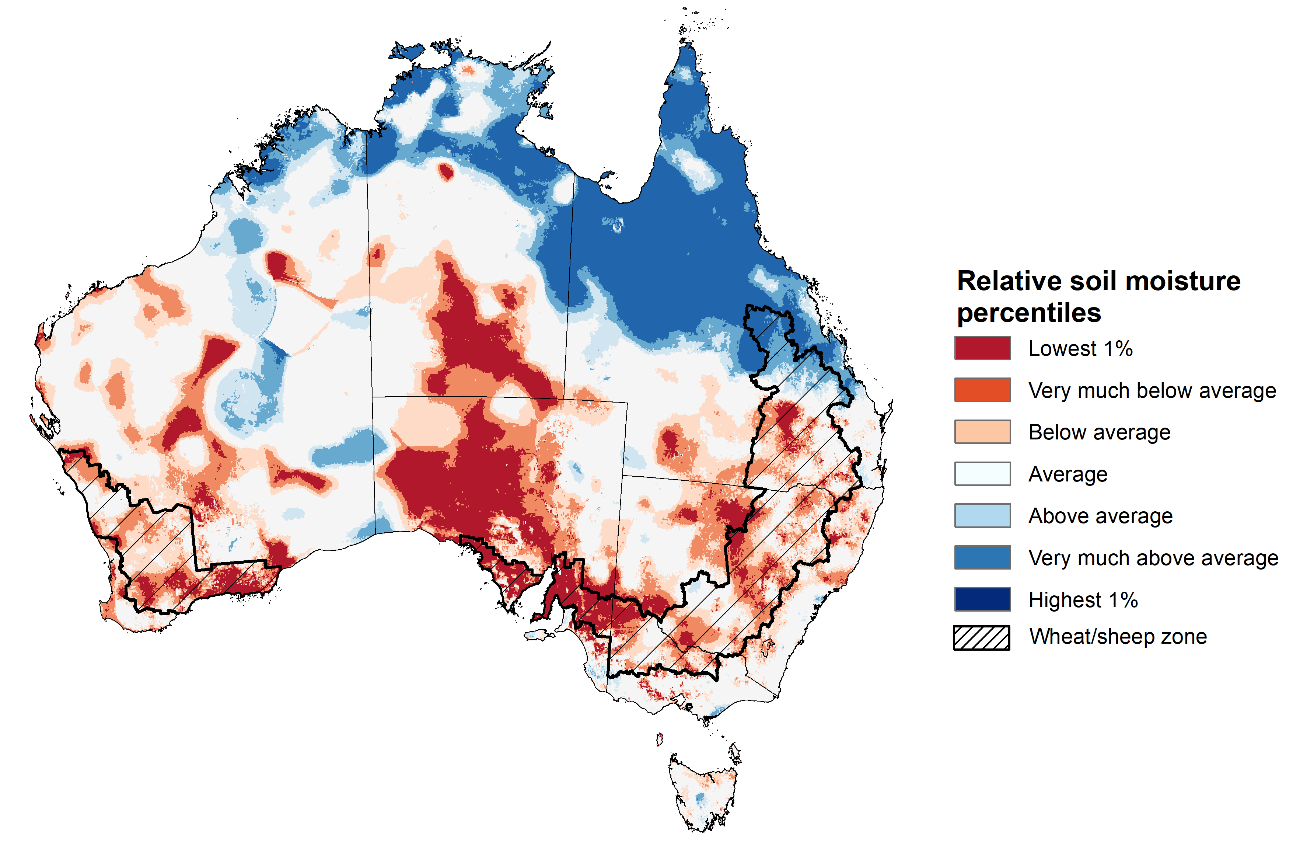 Relative soil moisture
percentiles
Lowest 1%
Very much below average
Below average
Average
Above average
Very much above average
Highest 1%
Wheat/sheep zone